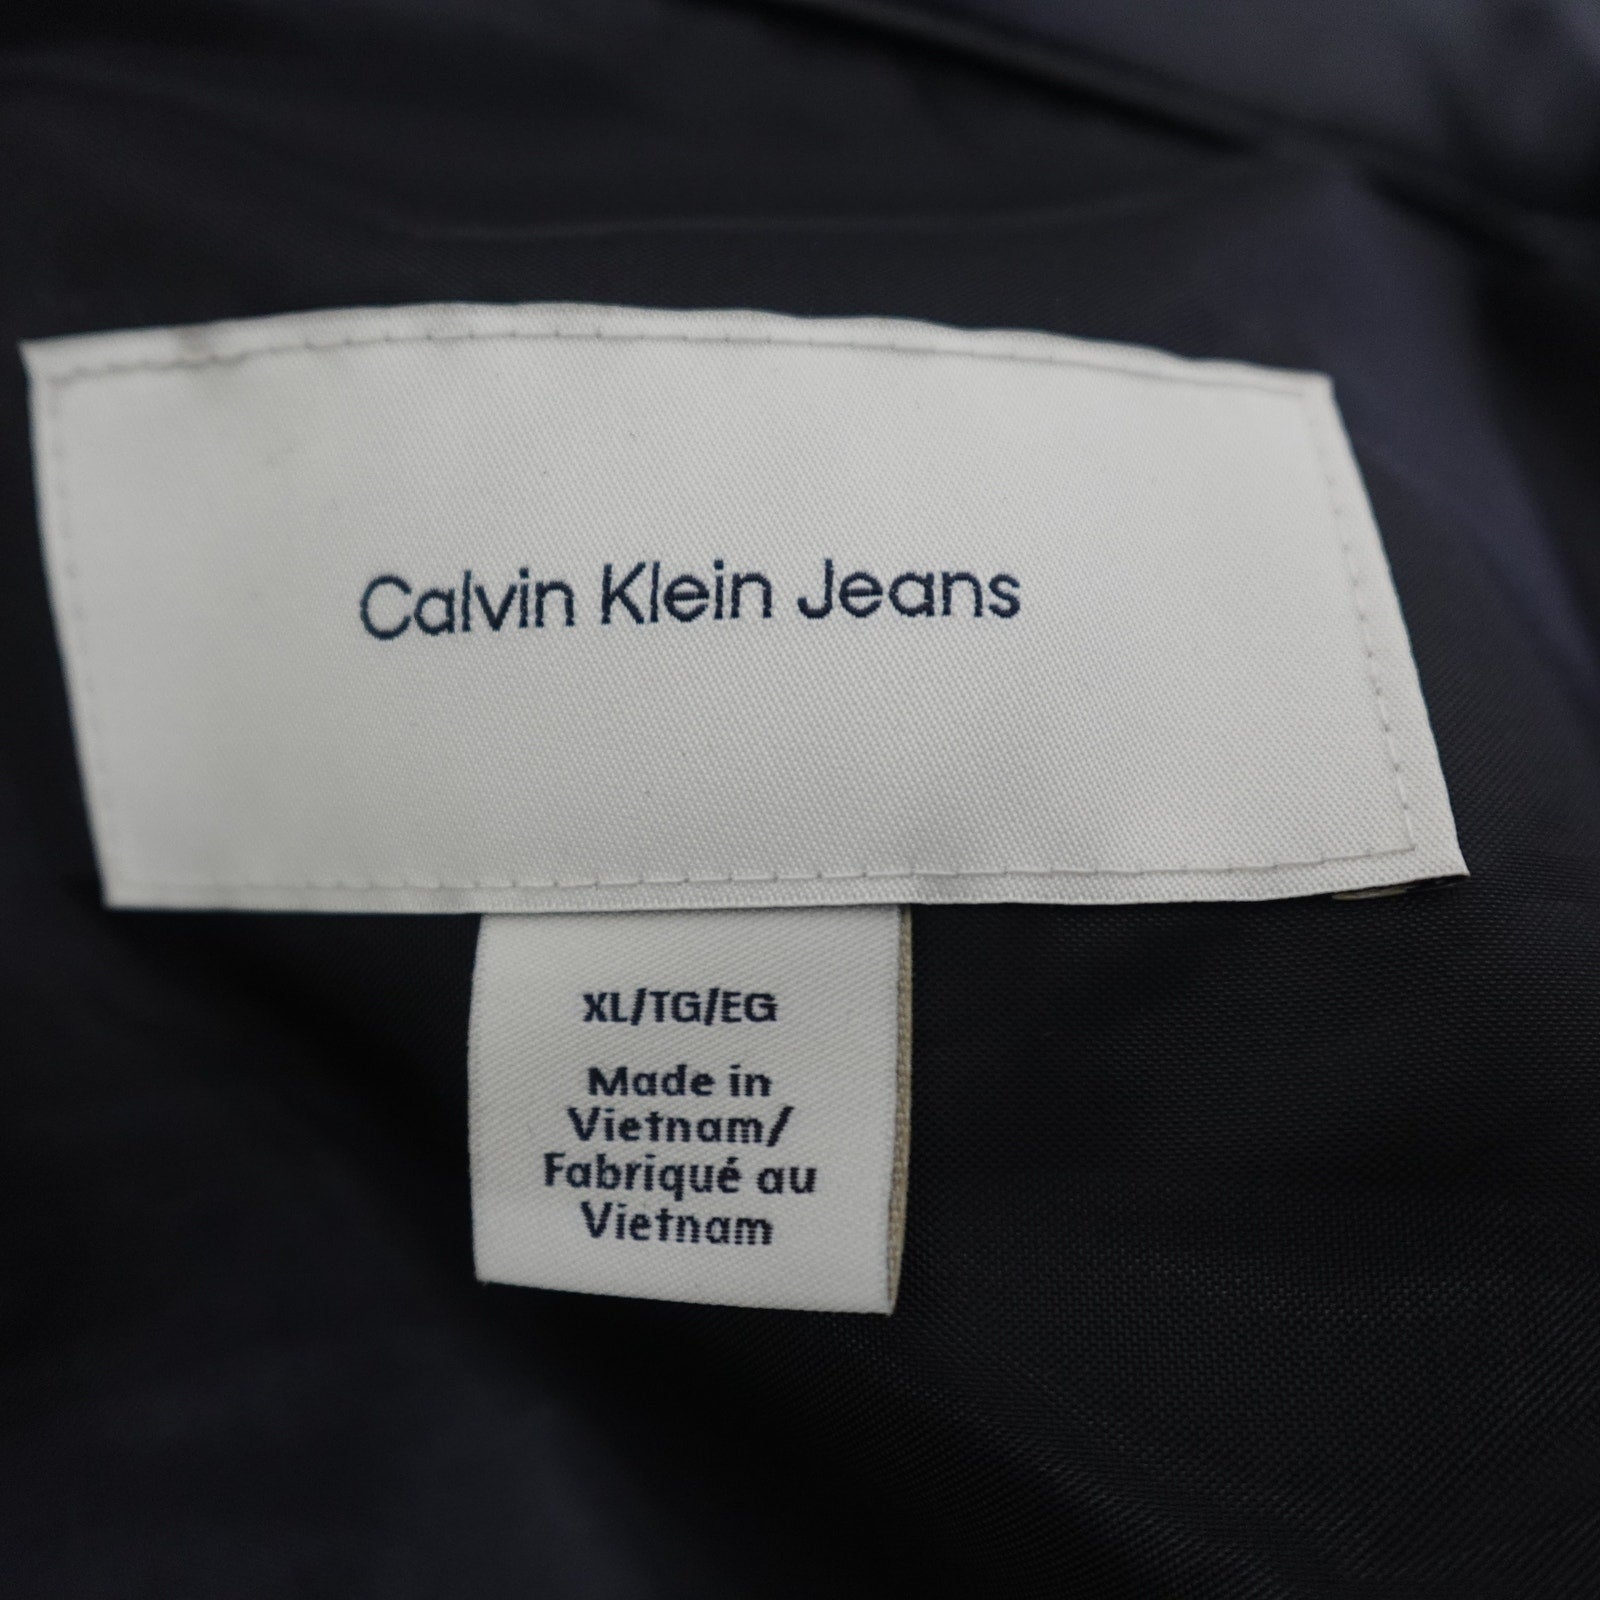 Calvin Klein Jeans
XL/TG/EG
Made in
Vietnam/
Fabriqué au
Vietnam